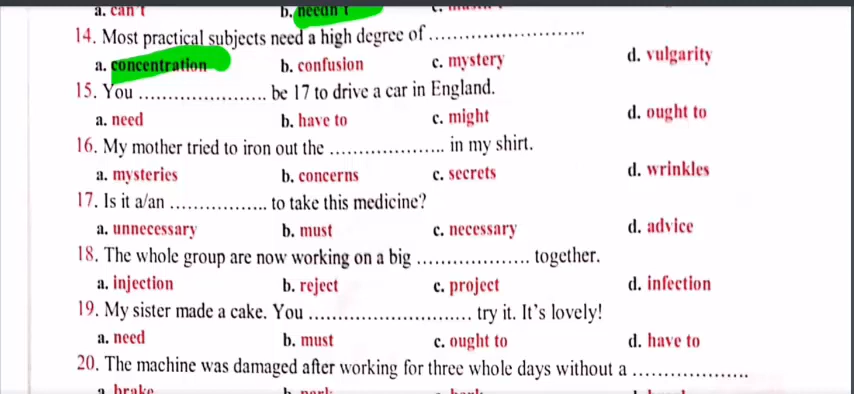 a. can't b. needn't
14. Most practical subjects need a high degree of ..............................
a. concentration b. confusion c. mystery d. vulgarity
15. You ........................ be 17 to drive a car in England.
a. need b. have to c. might d. ought to
16. My mother tried to iron out the ...................... in my shirt.
a. mysteries b. concerns c. secrets d. wrinkles
17. Is it a/an .................. to take this medicine?
a. unnecessary b. must c. necessary d. advice
18. The whole group are now working on a big ..................... together.
a. injection b. reject c. project d. infection
19. My sister made a cake. You .............................. try it. It's lovely!
a. need b. must c. ought to d. have to
20. The machine was damaged after working for three whole days without a ......................
a. brake